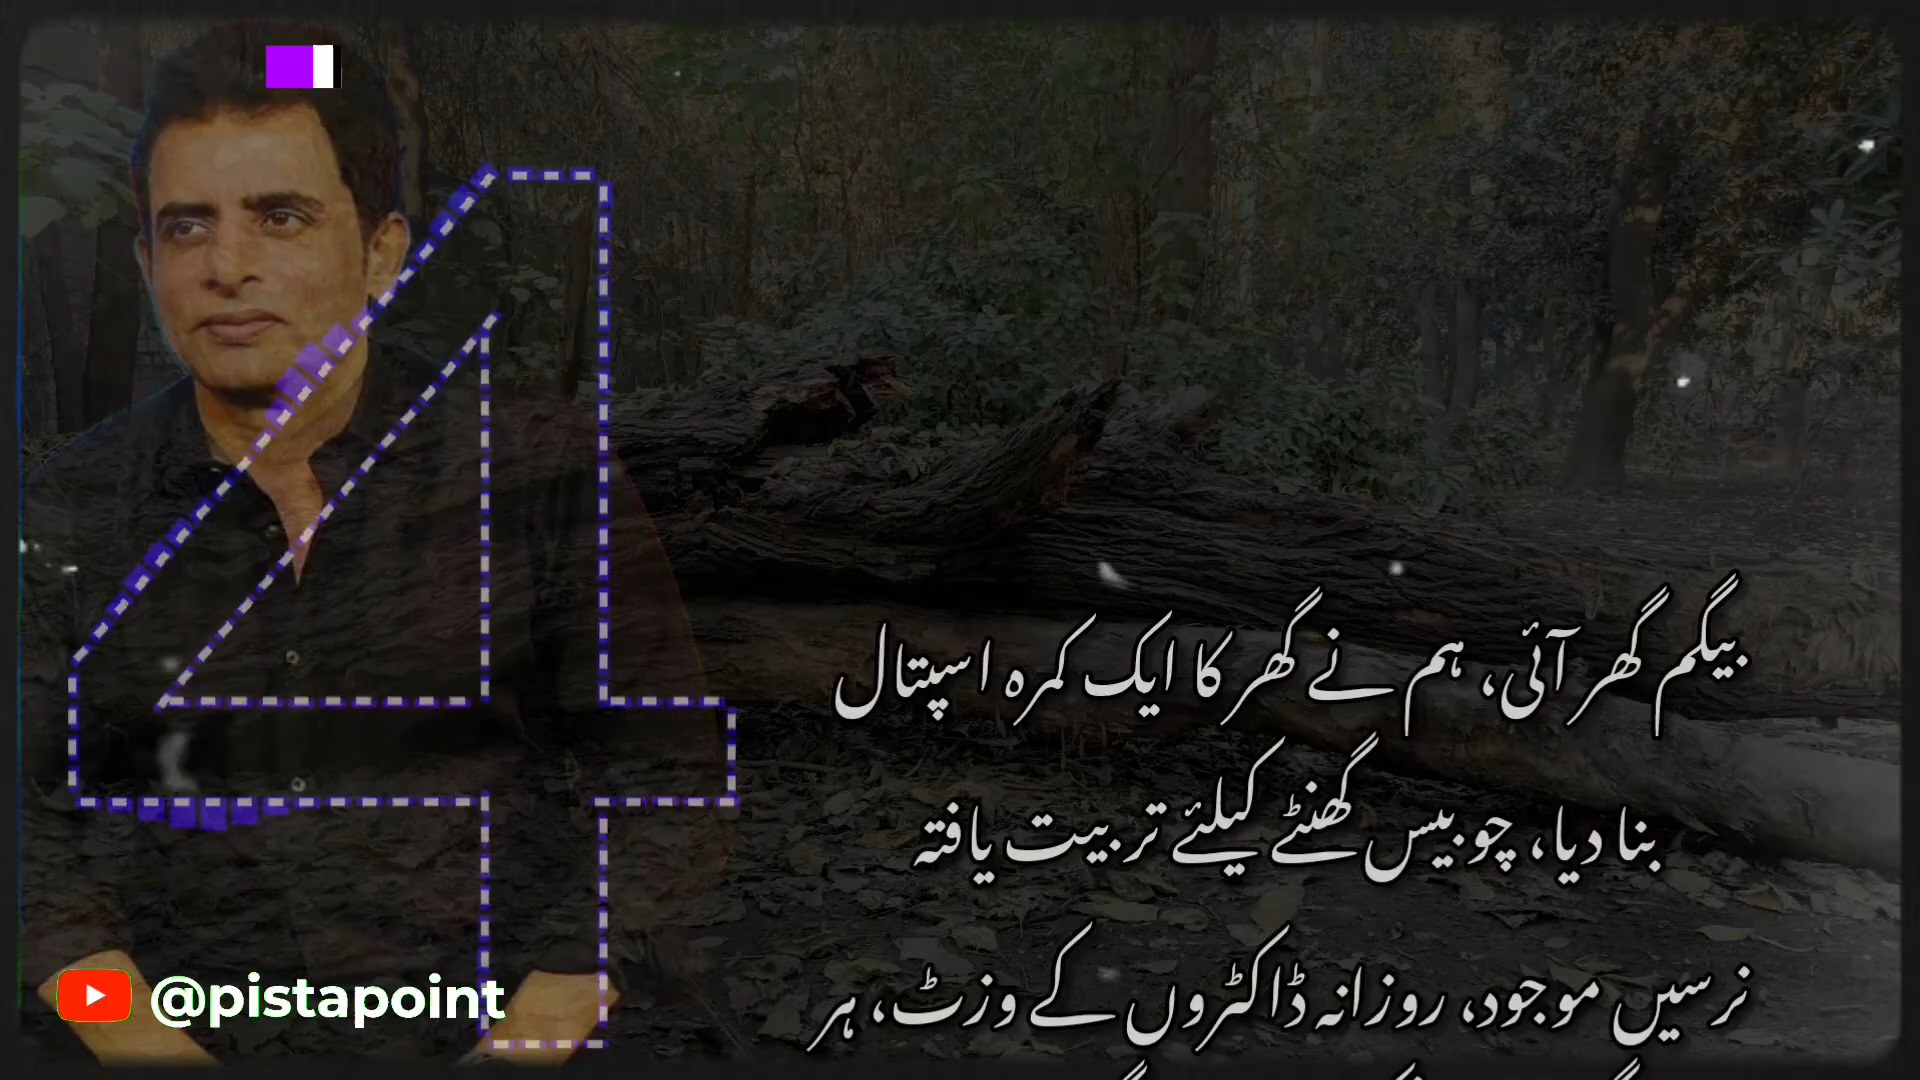 4
بیگم گھر آئی، ہم نے گھر کا ایک کمرہ اسپتال
بنا دیا، چوبیس گھنٹے کیلئے تربیت یافتہ
نرسیں موجود، روزانہ ڈاکٹروں کے وزٹ، ہر
@pistapoint